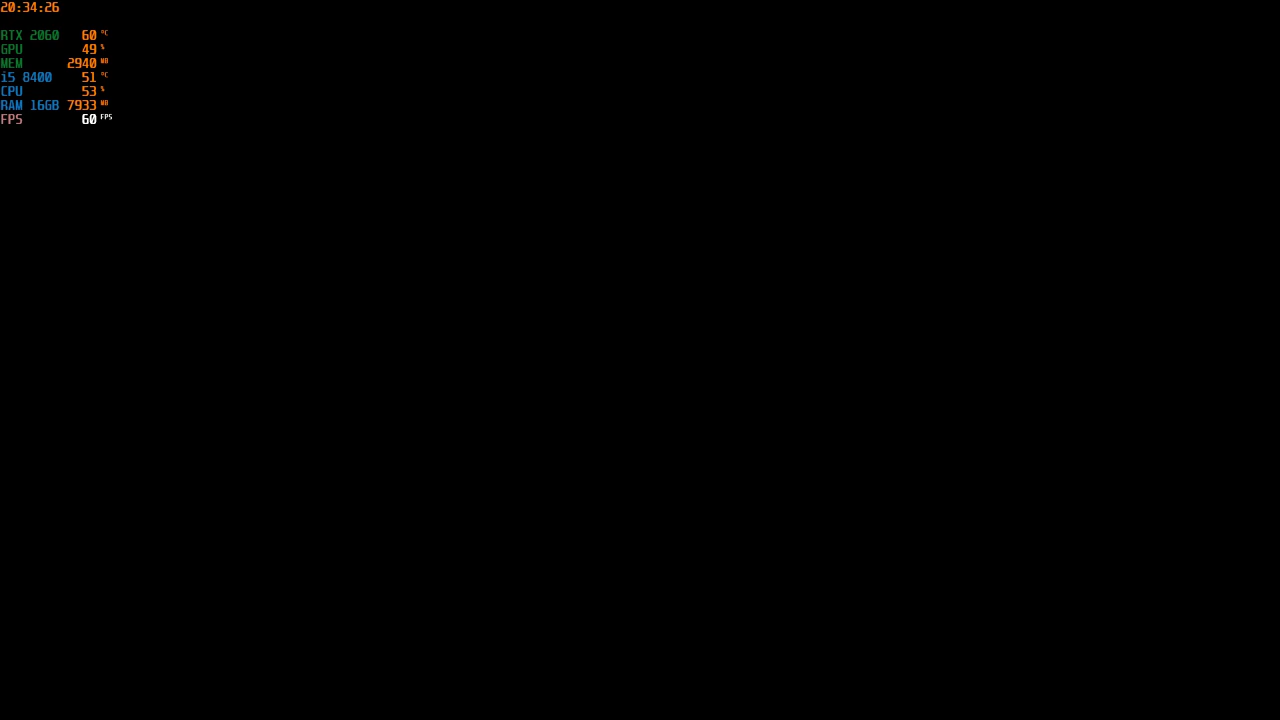 20:34:26
RTX 2060 60 °C
GPU 49 %
MEM 2940 MB
i5 8400 51 °C
CPU 53 %
RAM 16GB 7933 MB
FPS 60 FPS